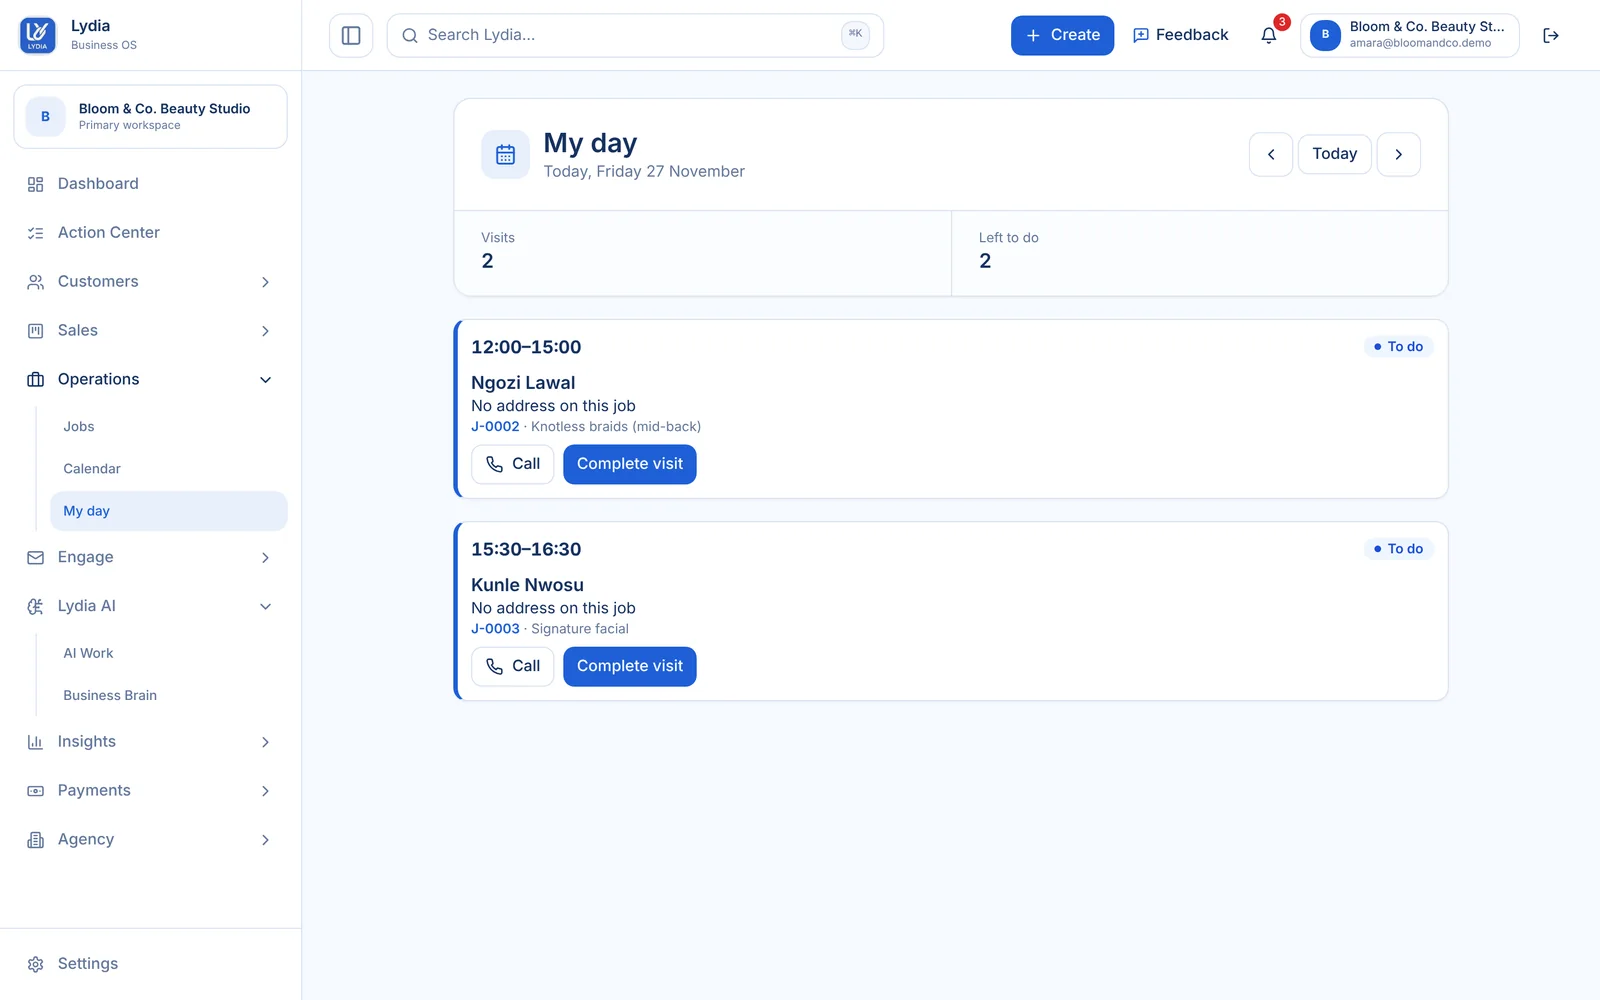 LYDIA
Lydia
Business OS
Search Lydia...
⌘K
Create
Feedback
3
B
Bloom & Co. Beauty St...
amara@bloomandco.demo
B
Bloom & Co. Beauty Studio
Primary workspace
Dashboard
Action Center
Customers
Sales
Operations
Jobs
Calendar
My day
Engage
Lydia AI
AI Work
Business Brain
Insights
Payments
Agency
Settings
My day
Today, Friday 27 November
Today
Visits
2
Left to do
2
12:00–15:00
To do
Ngozi Lawal
No address on this job
J-0002 · Knotless braids (mid-back)
Call
Complete visit
15:30–16:30
To do
Kunle Nwosu
No address on this job
J-0003 · Signature facial
Call
Complete visit